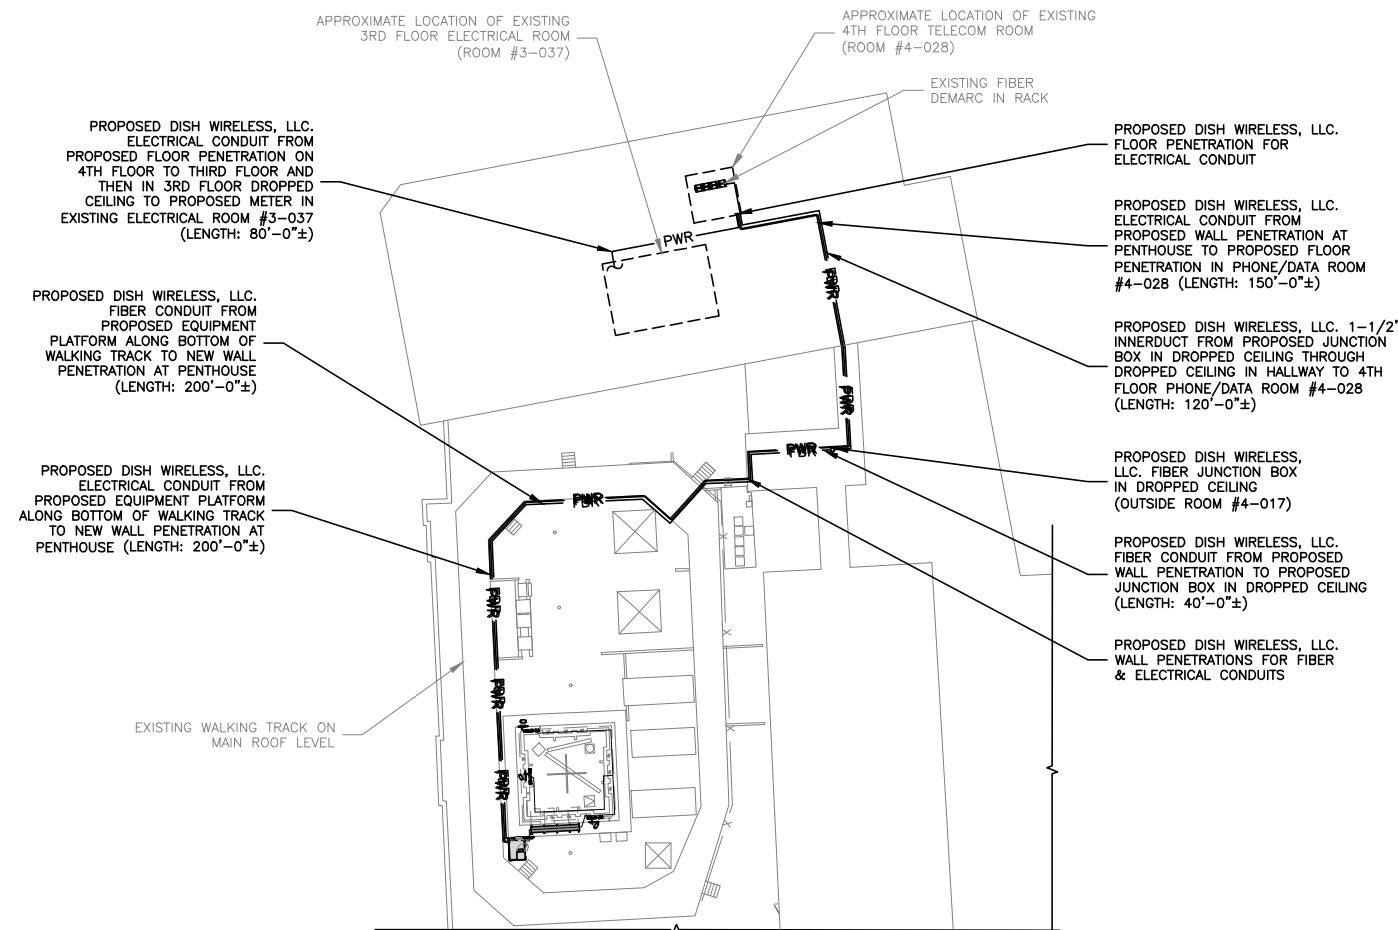 APPROXIMATE LOCATION OF EXISTING
3RD FLOOR ELECTRICAL ROOM
(ROOM #3-037)
APPROXIMATE LOCATION OF EXISTING
4TH FLOOR TELECOM ROOM
(ROOM #4-028)
EXISTING FIBER
DEMARC IN RACK
PROPOSED DISH WIRELESS, LLC.
ELECTRICAL CONDUIT FROM
PROPOSED FLOOR PENETRATION ON
4TH FLOOR TO THIRD FLOOR AND
THEN IN 3RD FLOOR DROPPED
CEILING TO PROPOSED METER IN
EXISTING ELECTRICAL ROOM #3-037
(LENGTH: 80'-0"±)
PROPOSED DISH WIRELESS, LLC.
FLOOR PENETRATION FOR
ELECTRICAL CONDUIT
PROPOSED DISH WIRELESS, LLC.
ELECTRICAL CONDUIT FROM
PROPOSED WALL PENETRATION AT
PENTHOUSE TO PROPOSED FLOOR
PENETRATION IN PHONE/DATA ROOM
#4-028 (LENGTH: 150'-0"±)
PWR
PROPOSED DISH WIRELESS, LLC.
FIBER CONDUIT FROM
PROPOSED EQUIPMENT
PLATFORM ALONG BOTTOM OF
WALKING TRACK TO NEW WALL
PENETRATION AT PENTHOUSE
(LENGTH: 200'-0"±)
PWR
PROPOSED DISH WIRELESS, LLC. 1-1/2"
INNERDUCT FROM PROPOSED JUNCTION
BOX IN DROPPED CEILING THROUGH
DROPPED CEILING IN HALLWAY TO 4TH
FLOOR PHONE/DATA ROOM #4-028
(LENGTH: 120'-0"±)
PWR
PWR
PROPOSED DISH WIRELESS,
LLC. FIBER JUNCTION BOX
IN DROPPED CEILING
(OUTSIDE ROOM #4-017)
PROPOSED DISH WIRELESS, LLC.
ELECTRICAL CONDUIT FROM
PROPOSED EQUIPMENT PLATFORM
ALONG BOTTOM OF WALKING TRACK
TO NEW WALL PENETRATION AT
PENTHOUSE (LENGTH: 200'-0"±)
PWR
PROPOSED DISH WIRELESS, LLC.
FIBER CONDUIT FROM PROPOSED
WALL PENETRATION TO PROPOSED
JUNCTION BOX IN DROPPED CEILING
(LENGTH: 40'-0"±)
PWR
PROPOSED DISH WIRELESS, LLC.
WALL PENETRATIONS FOR FIBER
& ELECTRICAL CONDUITS
PWR
EXISTING WALKING TRACK ON
MAIN ROOF LEVEL
PWR